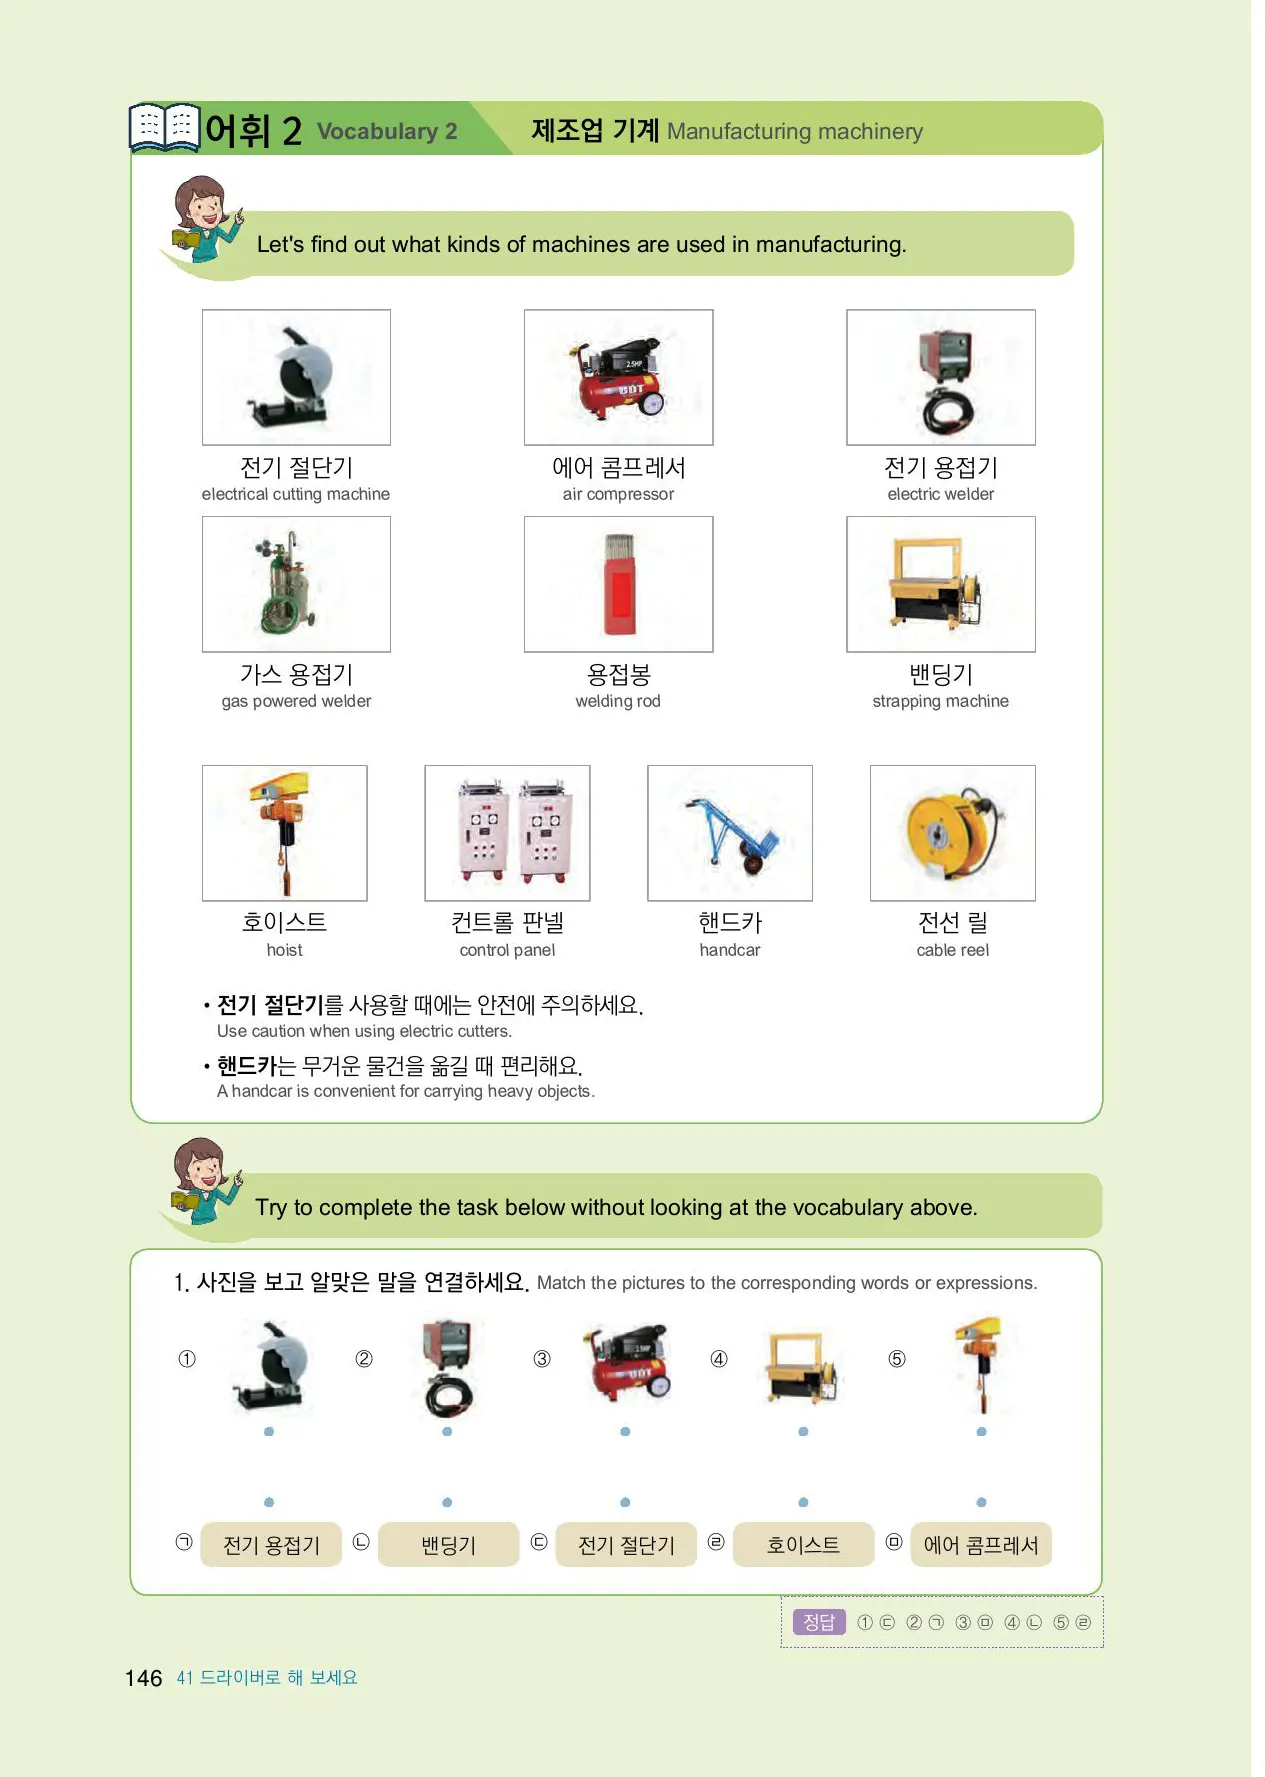 어휘 2 Vocabulary 2 제조업 기계 Manufacturing machinery
Let's find out what kinds of machines are used in manufacturing.
2.5HP
UDT
전기 절단기 에어 콤프레서 전기 용접기
electrical cutting machine air compressor electric welder
가스 용접기 용접봉 밴딩기
gas powered welder welding rod strapping machine
호이스트 컨트롤 판넬 핸드카 전선 릴
hoist control panel handcar cable reel
• 전기 절단기를 사용할 때에는 안전에 주의하세요.
Use caution when using electric cutters.
• 핸드카는 무거운 물건을 옮길 때 편리해요.
A handcar is convenient for carrying heavy objects.
Try to complete the task below without looking at the vocabulary above.
1. 사진을 보고 알맞은 말을 연결하세요. Match the pictures to the corresponding words or expressions.
① ② ③ ④ ⑤
2.5HP
UDT
㉠ 전기 용접기 ㉡ 밴딩기 ㉢ 전기 절단기 ㉣ 호이스트 ㉤ 에어 콤프레서
정답 ① ㉢ ② ㉠ ③ ㉤ ④ ㉡ ⑤ ㉣
146 41 드라이버로 해 보세요